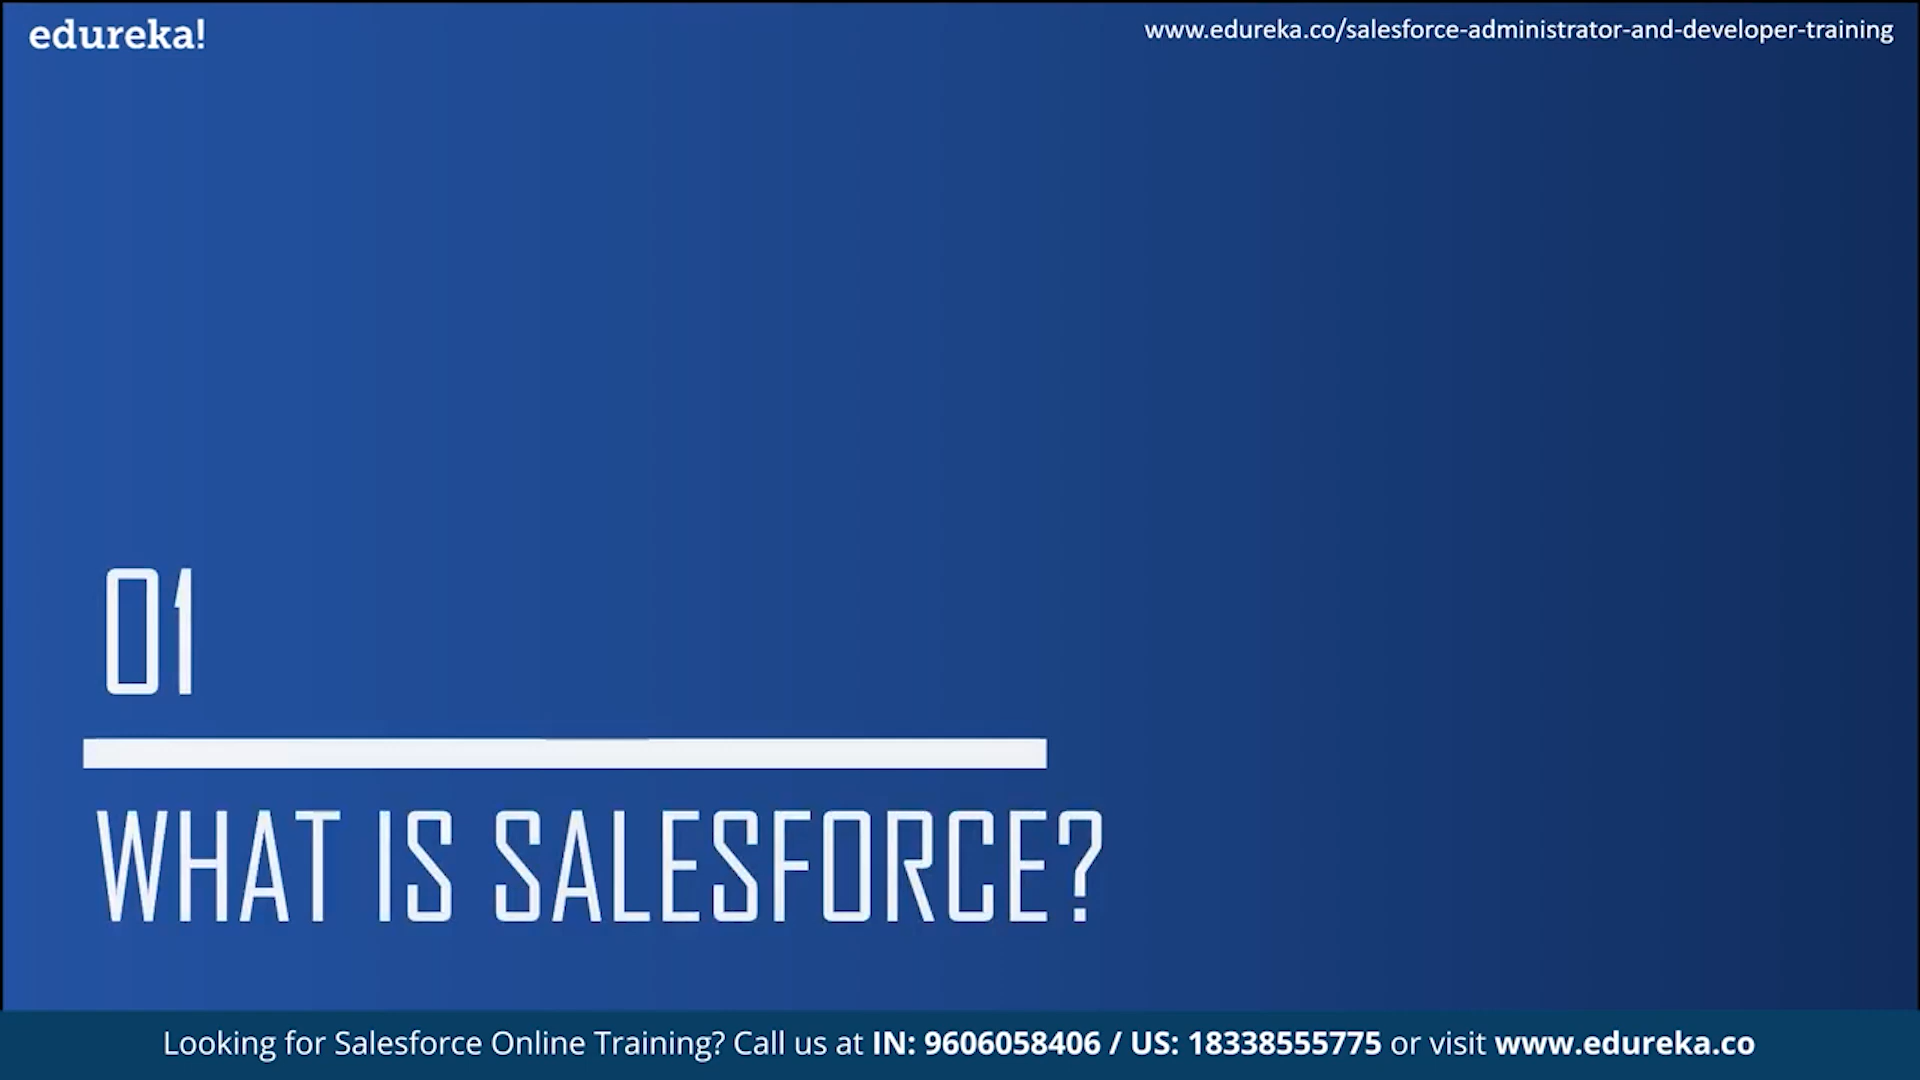 edureka!
www.edureka.co/salesforce-administrator-and-developer-training
01
WHAT IS SALESFORCE?
Looking for Salesforce Online Training? Call us at IN: 9606058406 / US: 18338555775 or visit www.edureka.co